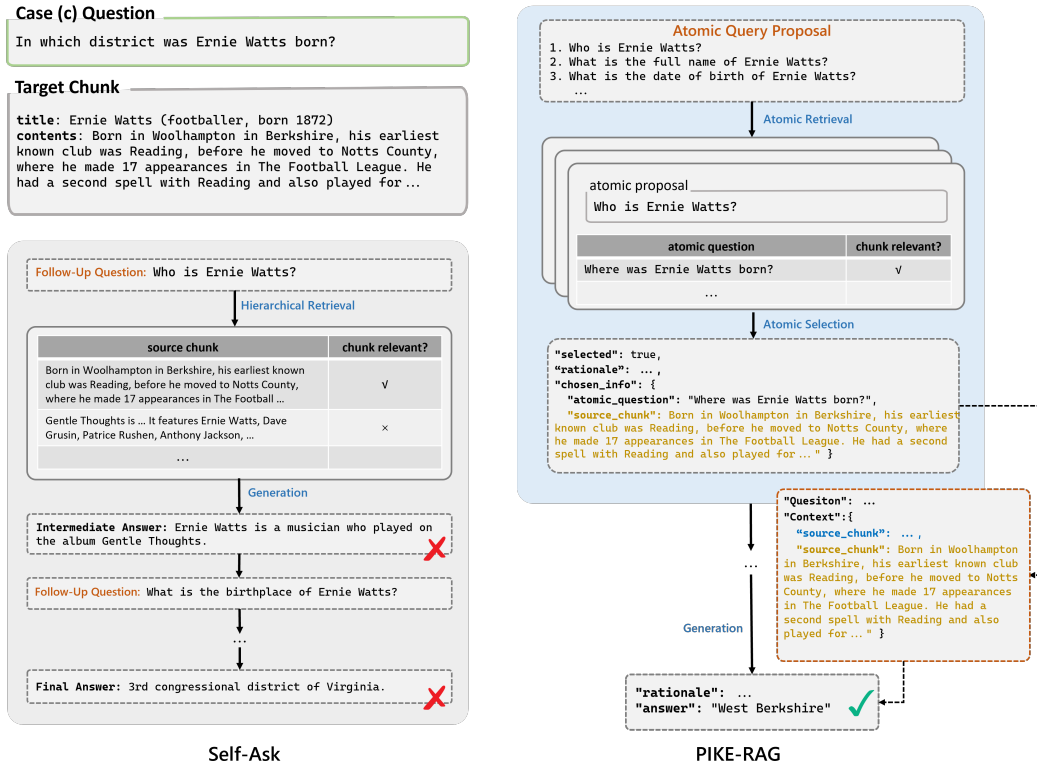 Case (c) Question
In which district was Ernie Watts born?
Target Chunk
title: Ernie Watts (footballer, born 1872)
contents: Born in Woolhampton in Berkshire, his earliest
known club was Reading, before he moved to Notts County,
where he made 17 appearances in The Football League. He
had a second spell with Reading and also played for ...
Follow-Up Question: Who is Ernie Watts?
Hierarchical Retrieval
source chunk chunk relevant?
Born in Woolhampton in Berkshire, his earliest known
club was Reading, before he moved to Notts County,
where he made 17 appearances in The Football ...
√
Gentle Thoughts is ... It features Ernie Watts, Dave
Grusin, Patrice Rushen, Anthony Jackson, ...
×
...
Generation
Intermediate Answer: Ernie Watts is a musician who played on
the album Gentle Thoughts.
Follow-Up Question: What is the birthplace of Ernie Watts?
...
Final Answer: 3rd congressional district of Virginia.
Self-Ask
Atomic Query Proposal
1. Who is Ernie Watts?
2. What is the full name of Ernie Watts?
3. What is the date of birth of Ernie Watts?
...
Atomic Retrieval
atomic proposal
Who is Ernie Watts?
atomic question chunk relevant?
Where was Ernie Watts born? √
...
Atomic Selection
"selected": true,
"rationale": ...,
"chosen_info": {
"atomic_question": "Where was Ernie Watts born?",
"source_chunk": Born in Woolhampton in Berkshire, his earliest
known club was Reading, before he moved to Notts County, where
he made 17 appearances in The Football League. He had a second
spell with Reading and also played for..." }
...
"Quesiton": ...
"Context":{
"source_chunk": ...,
"source_chunk": Born in Woolhampton
in Berkshire, his earliest known club
was Reading, before he moved to Notts
County, where he made 17 appearances
in The Football League. He had a
second spell with Reading and also
played for..." }
Generation
"rationale": ...
"answer": "West Berkshire"
PIKE-RAG